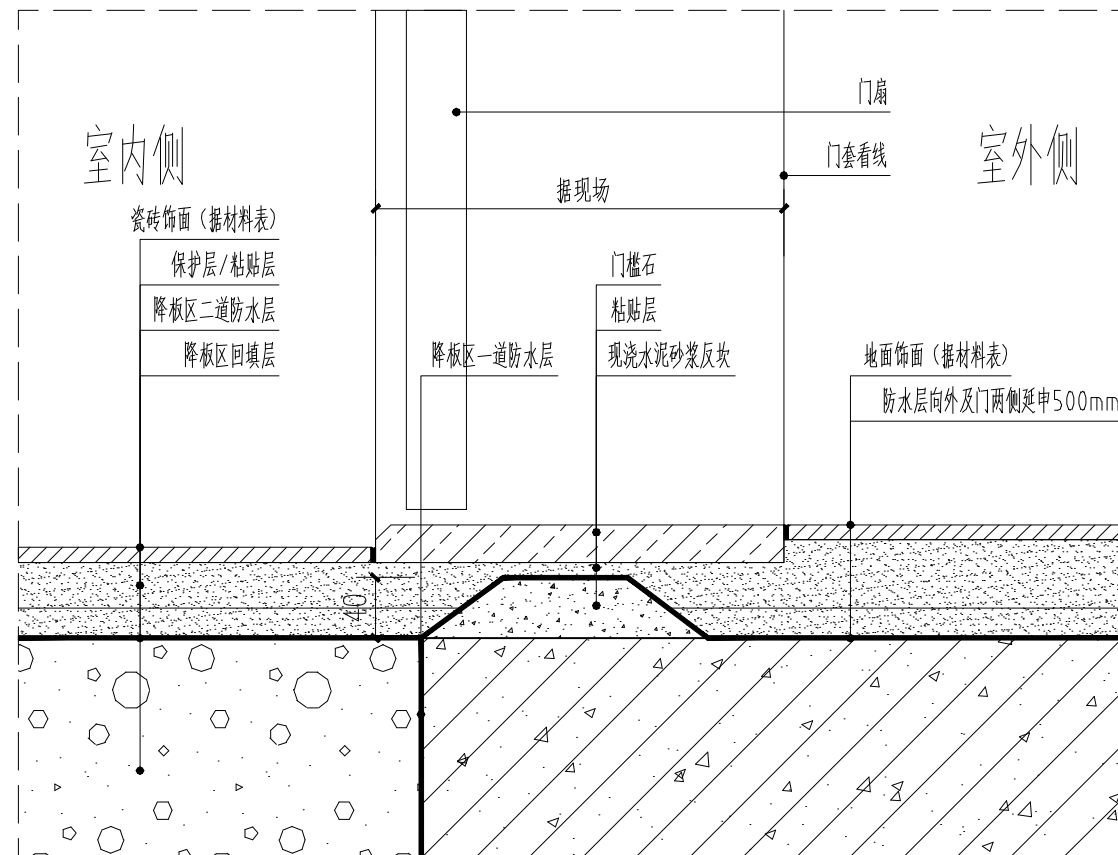 门扇
室内侧
门套看线
室外侧
据现场
瓷砖饰面（据材料表）
保护层/粘贴层
降板区二道防水层
降板区回填层
降板区一道防水层
门槛石
粘贴层
现浇水泥砂浆反坎
地面饰面（据材料表）
防水层向外及门两侧延申500mm
40